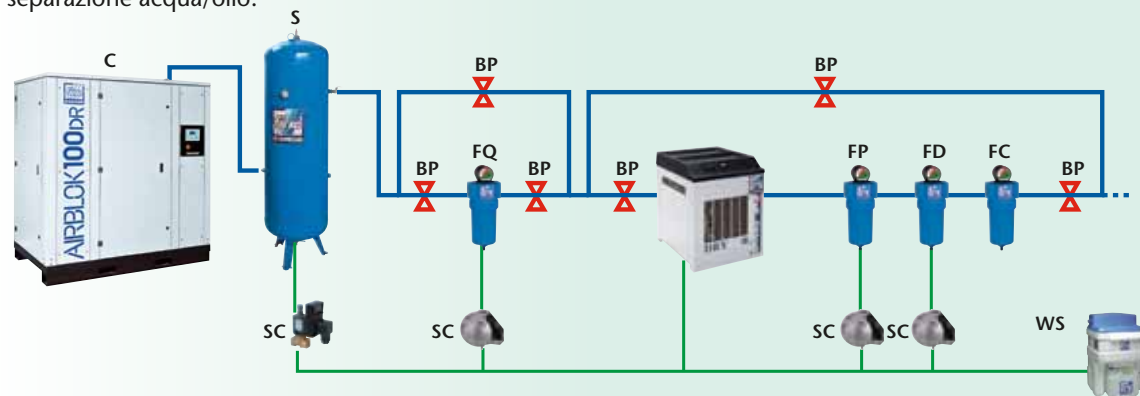 separazione acqua/olio.
S
C
BP
BP
AIRBLOK100DR
BP
FQ
BP
BP
FP
FD
FC
BP
DRY
SC
SC
SC
SC
WS